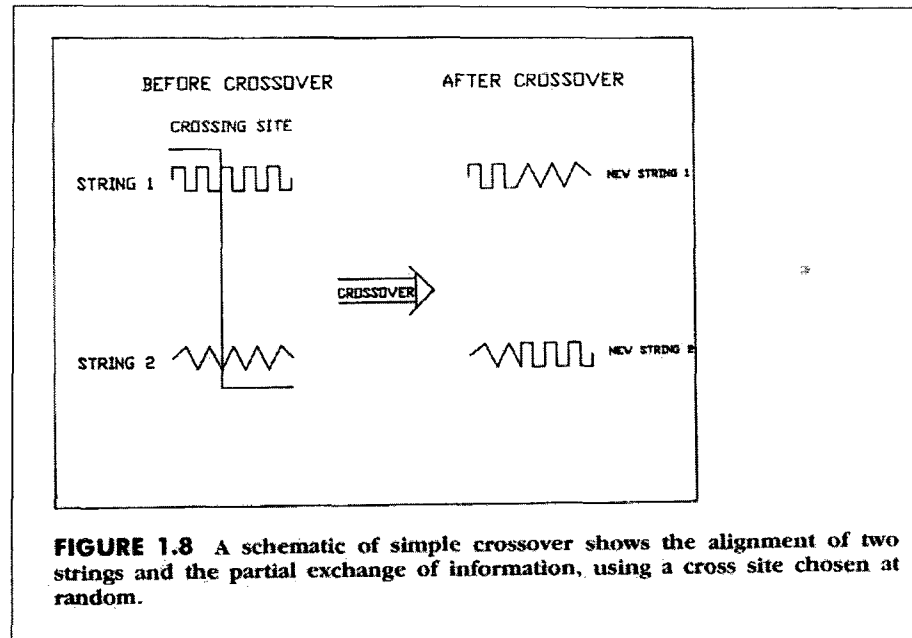 BEFORE CROSSOVER
AFTER CROSSOVER
CROSSING SITE
STRING 1
NEW STRING 1
CROSSOVER
STRING 2
NEW STRING 2
FIGURE 1.8 A schematic of simple crossover shows the alignment of two
strings and the partial exchange of information, using a cross site chosen at
random.